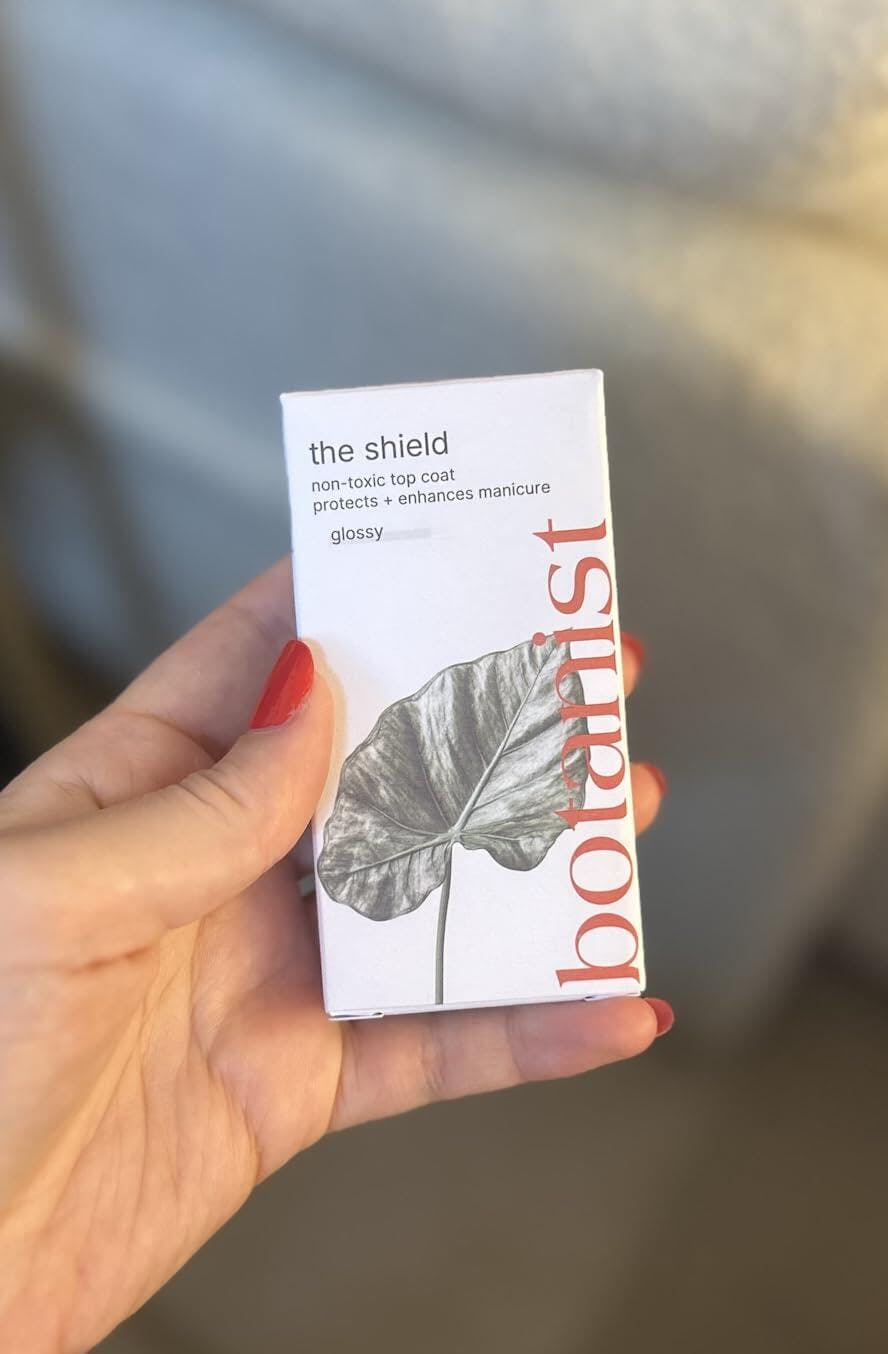 the shield
non-toxic top coat
protects + enhances manicure
glossy
botanist